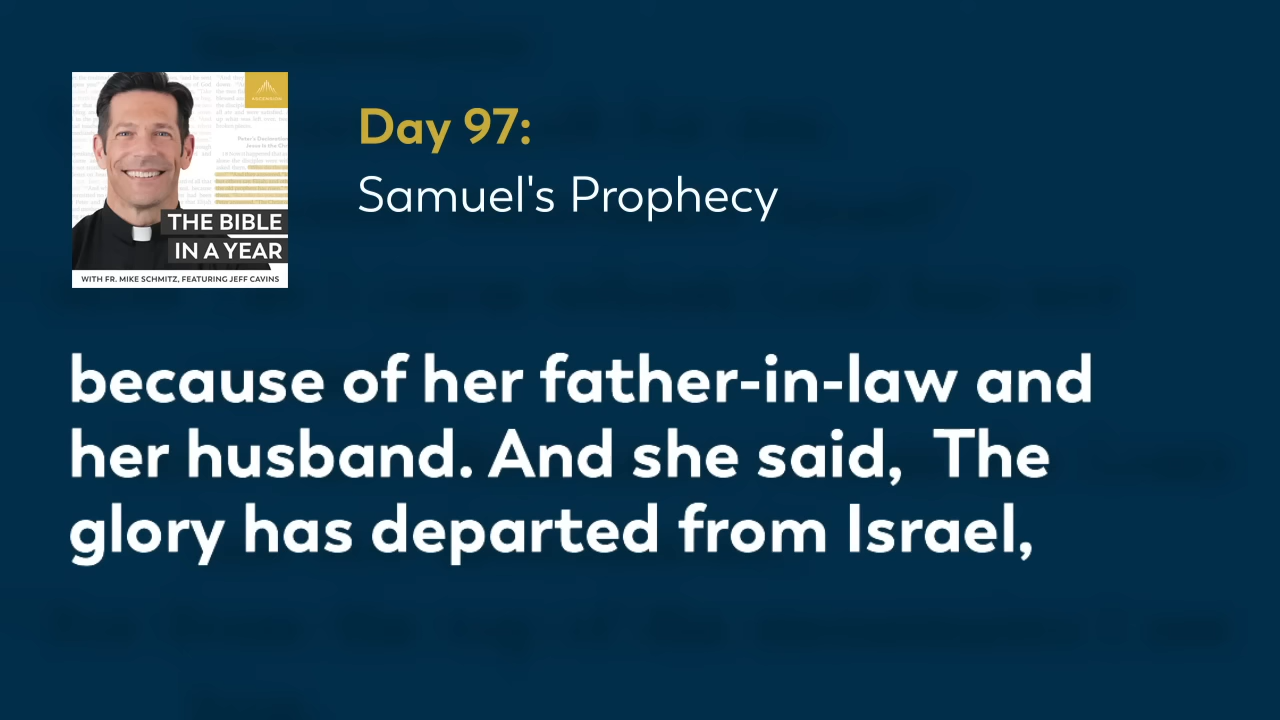 ASCENSION
THE BIBLE
IN A YEAR
WITH FR. MIKE SCHMITZ, FEATURING JEFF CAVINS
Day 97:
Samuel's Prophecy
because of her father-in-law and
her husband. And she said,  The
glory has departed from Israel,